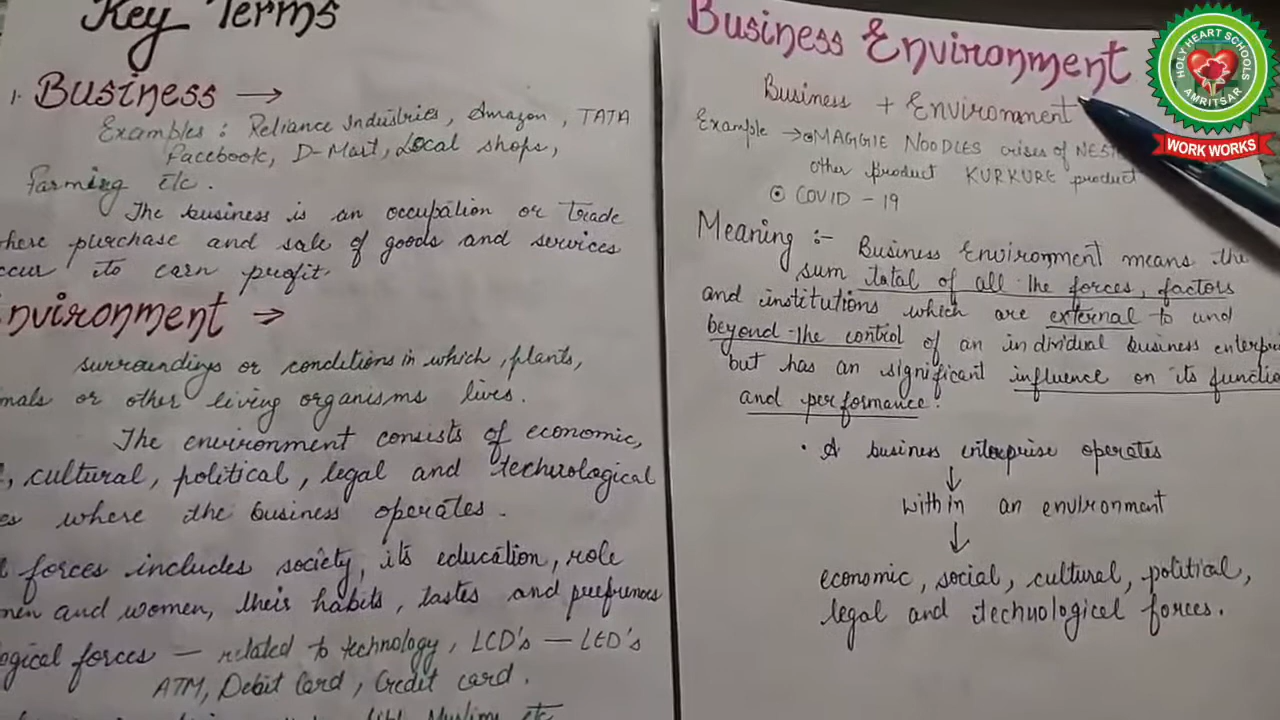 Key Terms
1. Business →
Examples : Reliance Industries, Amazon, TATA
Facebook, D-Mart, Local shops,
Farming etc.
The business is an occupation or trade
where purchase and sale of goods and services
occur to earn profit.
Environment →
surroundings or conditions in which, plants,
or other living organisms lives.
The environment consists of economic,
cultural, political, legal and technological
where the business operates.
forces includes society, its education, role
men and women, their habits, tastes and prefrences
forces – related to technology, LCD's – LED's
ATM, Debit Card, Credit card.
Muslims etc
Business Environment
Business + Environment
Example → ⊙ MAGGIE NOODLES crises of
other product KURKURE product
⊙ COVID - 19
Meaning :- Business Environment means the
sum total of all the forces, factors
and institutions which are external to and
beyond the control of an individual business
but has an significant influence on its
and performance.
• A business enterprise operates
↓
within an environment
↓
economic, social, cultural, political,
legal and technological forces.
HOLY HEART SCHOOLS
AMRITSAR
WORK WORKS